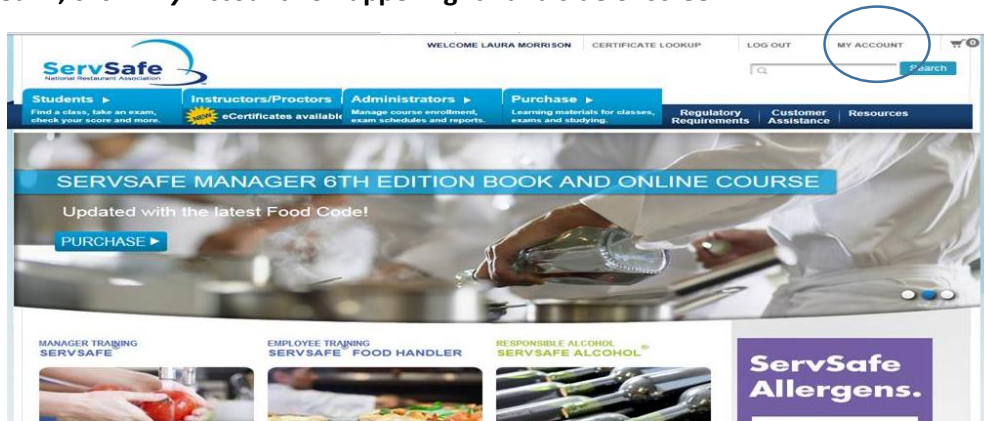 WELCOME LAURA MORRISON CERTIFICATE LOOKUP LOG OUT MY ACCOUNT 0
ServSafe
National Restaurant Association
Search
Students ▶
Find a class, take an exam,
check your score and more.
Instructors/Proctors
NEW eCertificates available
Administrators ▶
Manage course enrollment,
exam schedules and reports.
Purchase ▶
Learning materials for classes,
exams and studying.
Regulatory
Requirements
Customer
Assistance
Resources
SERVSAFE MANAGER 6TH EDITION BOOK AND ONLINE COURSE
Updated with the latest Food Code!
PURCHASE ▶
MANAGER TRAINING
SERVSAFE®
EMPLOYEE TRAINING
SERVSAFE® FOOD HANDLER
RESPONSIBLE ALCOHOL
SERVSAFE ALCOHOL®
ServSafe
Allergens.